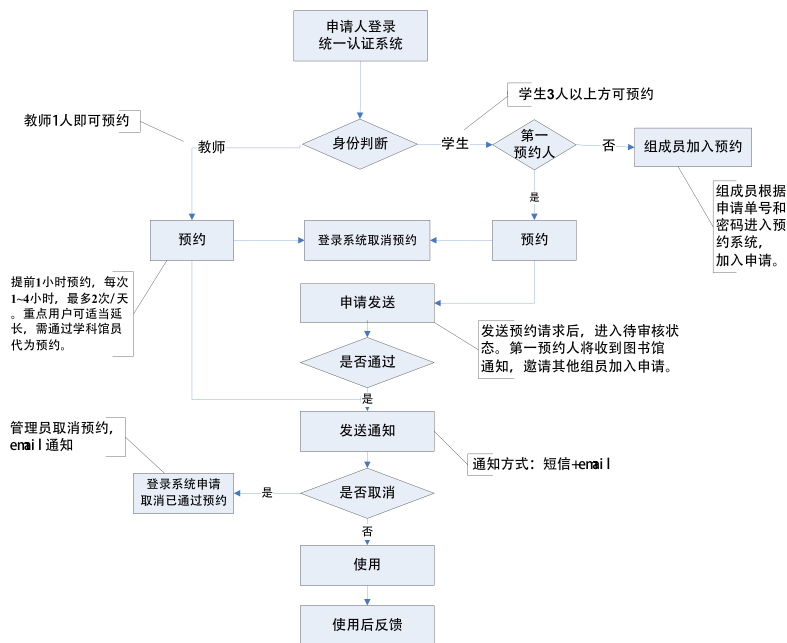 申请人登录
统一认证系统
学生3人以上方可预约
教师1人即可预约
教师
身份判断
学生
第一
预约人
否
组成员加入预约
是
组成员根据
申请单号和
密码进入预
约系统，
加入申请。
预约
登录系统取消预约
预约
提前1小时预约，每次
1~4小时，最多2次/天
。重点用户可适当延
长，需通过学科馆员
代为预约。
申请发送
发送预约请求后，进入待审核状
态。第一预约人将收到图书馆
通知，邀请其他组员加入申请。
是否通过
是
管理员取消预约，
email通知
发送通知
通知方式：短信+email
登录系统申请
取消已通过预约
是
是否取消
否
使用
使用后反馈